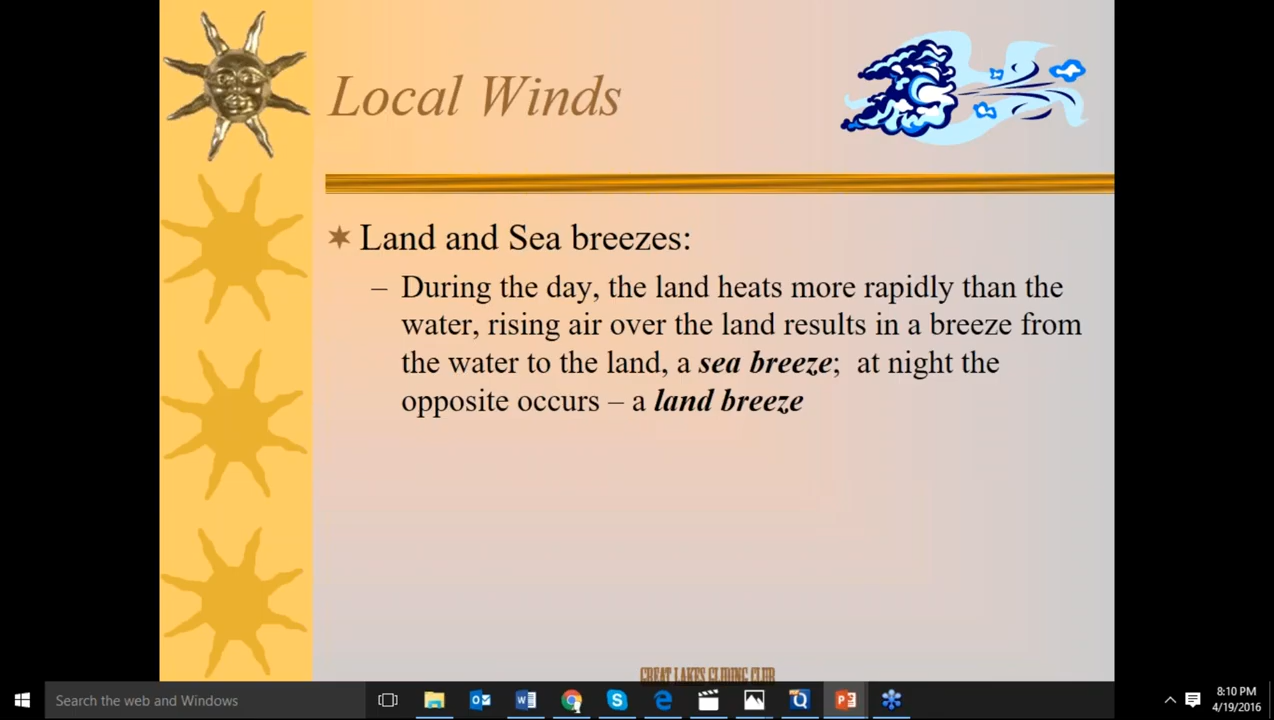 Local Winds
Land and Sea breezes:
– During the day, the land heats more rapidly than the
water, rising air over the land results in a breeze from
the water to the land, a sea breeze; at night the
opposite occurs – a land breeze
GREAT LAKES GLIDING CLUB
Search the web and Windows
8:10 PM
4/19/2016